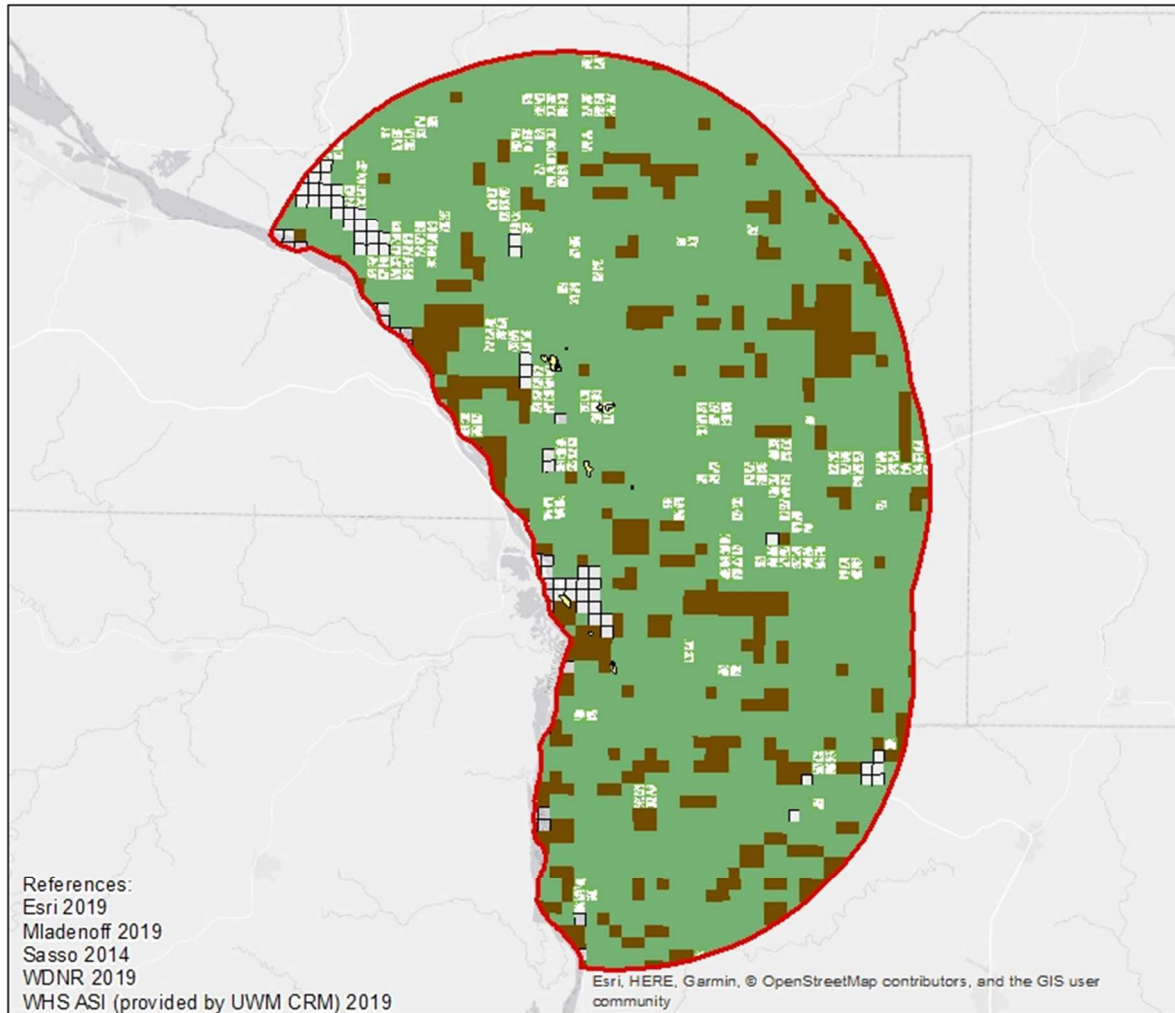 References:
Esri 2019
Mladenoff 2019
Sasso 2014
WDNR 2019
WHS ASI (provided by UWM CRM) 2019
Esri, HERE, Garmin, © OpenStreetMap contributors, and the GIS user
community